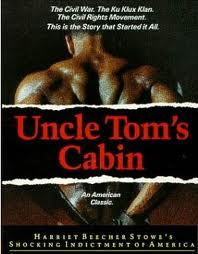 The Civil War. The Ku Klux Klan.
The Civil Rights Movement.
This is the Story that Started it All.
Uncle Tom's
Cabin
An American
Classic.
HARRIET BEECHER STOWE'S
SHOCKING INDICTMENT OF AMERICA